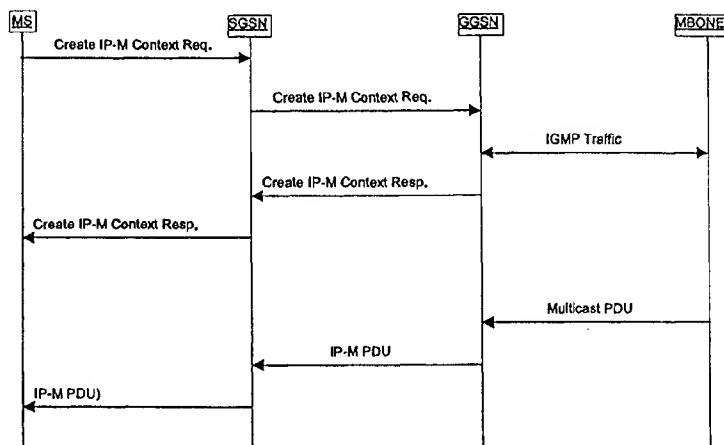 MS
SGSN
GGSN
MBONE
Create IP-M Context Req.
Create IP-M Context Req.
IGMP Traffic
Create IP-M Context Resp.
Create IP-M Context Resp.
Multicast PDU
IP-M PDU
IP-M PDU)